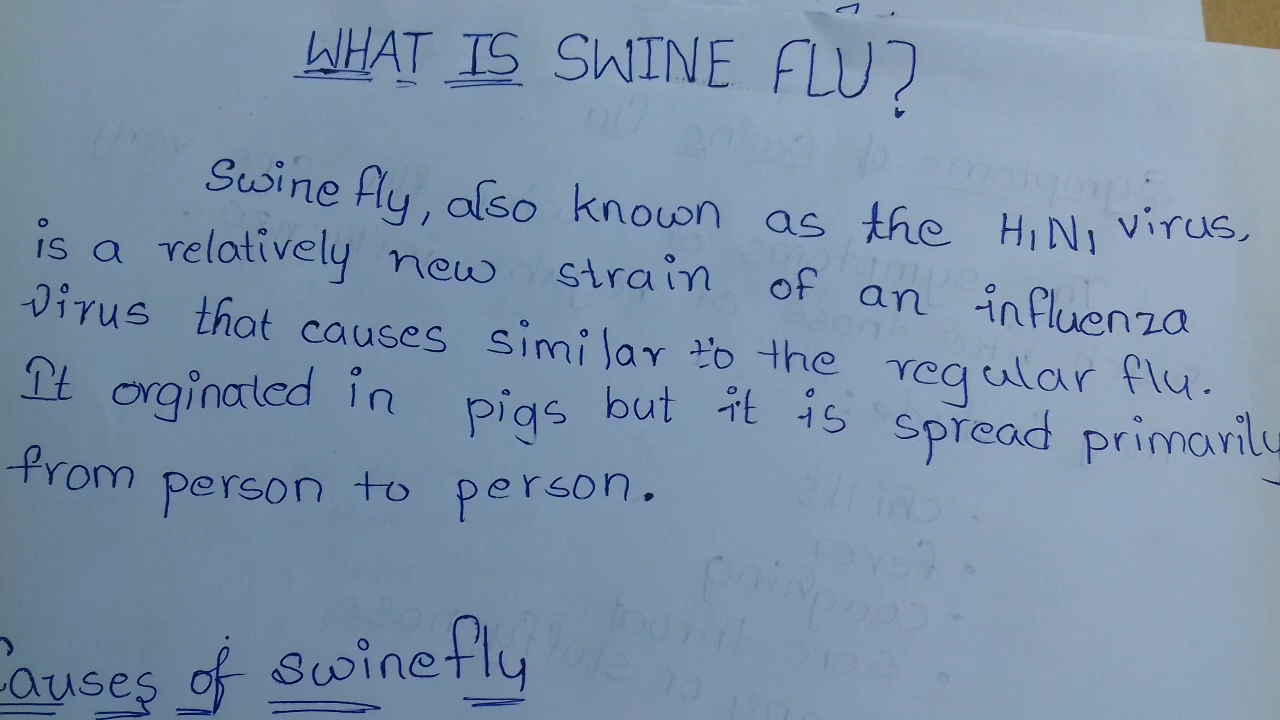 WHAT IS SWINE FLU?
Swine fly, also known as the H1N1 virus,
is a relatively new strain of an influenza
virus that causes similar to the regular flu.
It orginated in pigs but it is spread primarily
from person to person.
Causes of swinefly